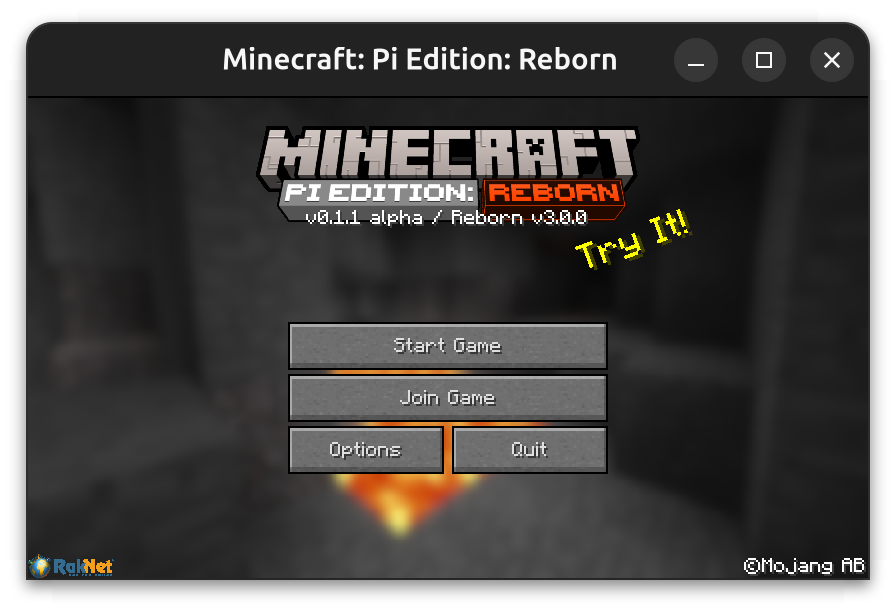 Minecraft: Pi Edition: Reborn
MINECRAFT
PI EDITION: REBORN
v0.1.1 alpha / Reborn v3.0.0
Try It!
Start Game
Join Game
Options
Quit
RakNet
©Mojang AB